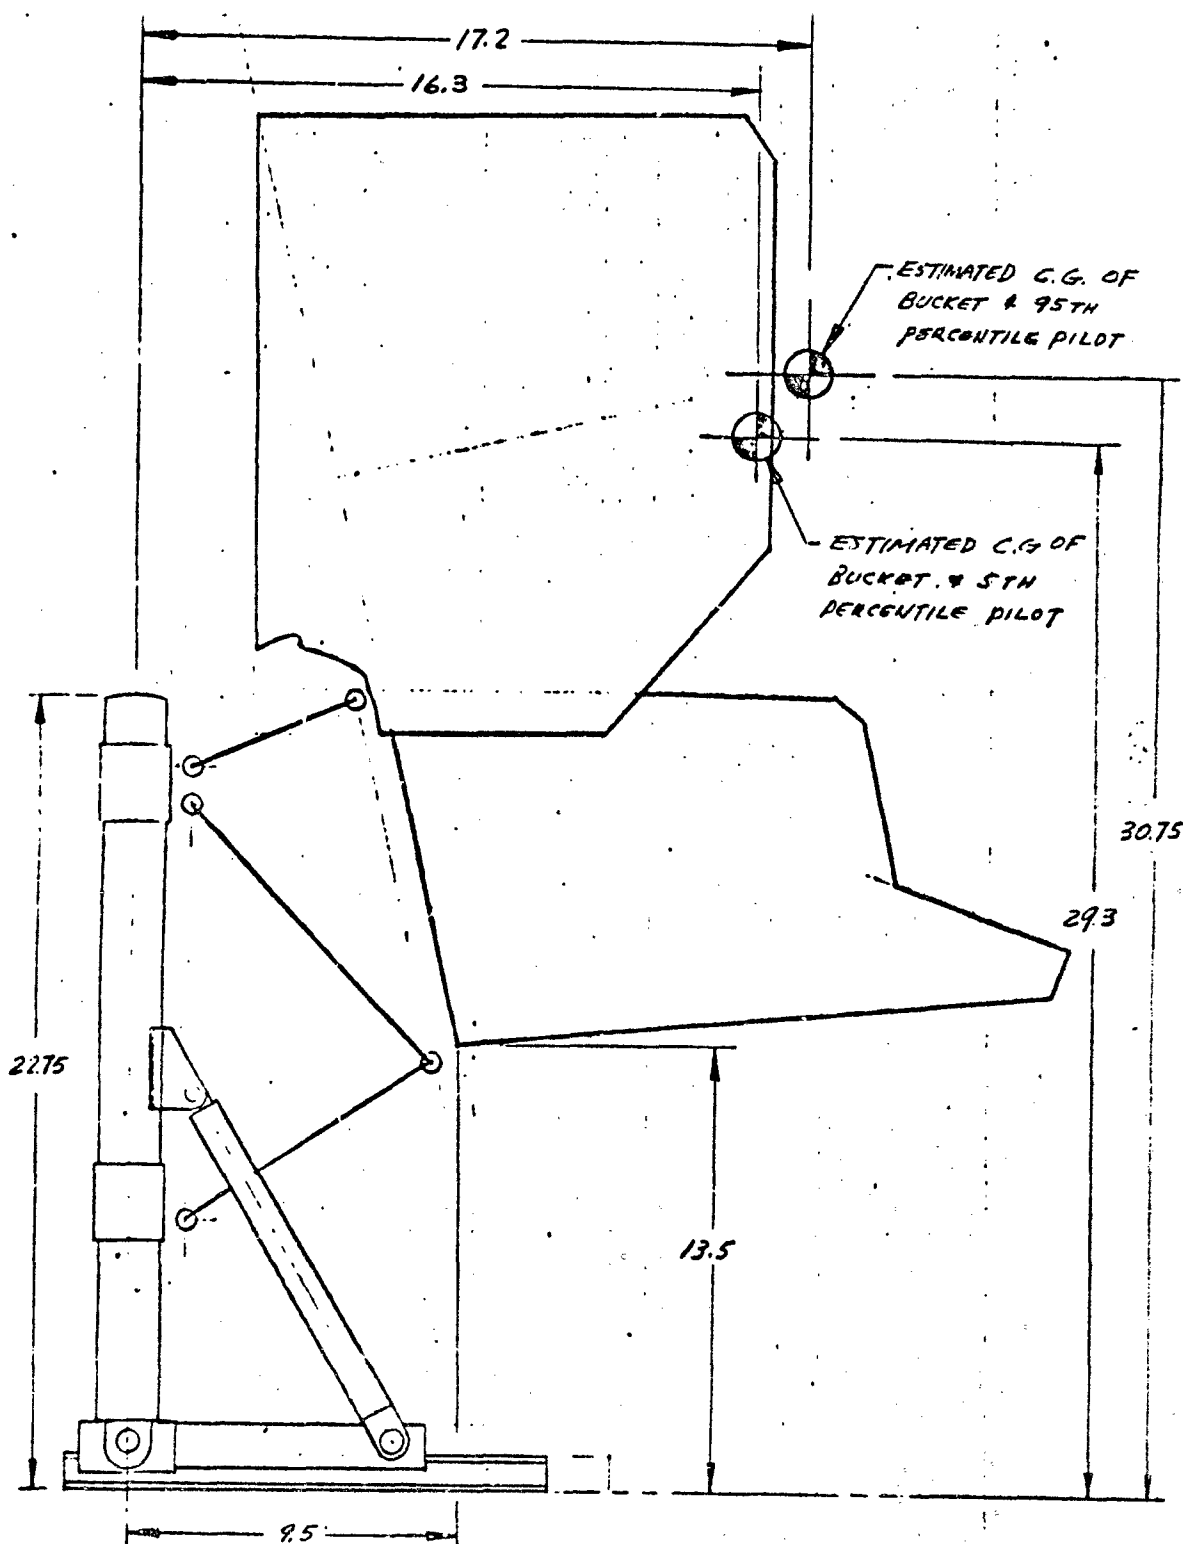 17.2
16.3
ESTIMATED C.G. OF
BUCKET & 95TH
PERCENTILE PILOT
ESTIMATED C.G OF
BUCKET & 5TH
PERCENTILE PILOT
30.75
29.3
22.75
13.5
9.5